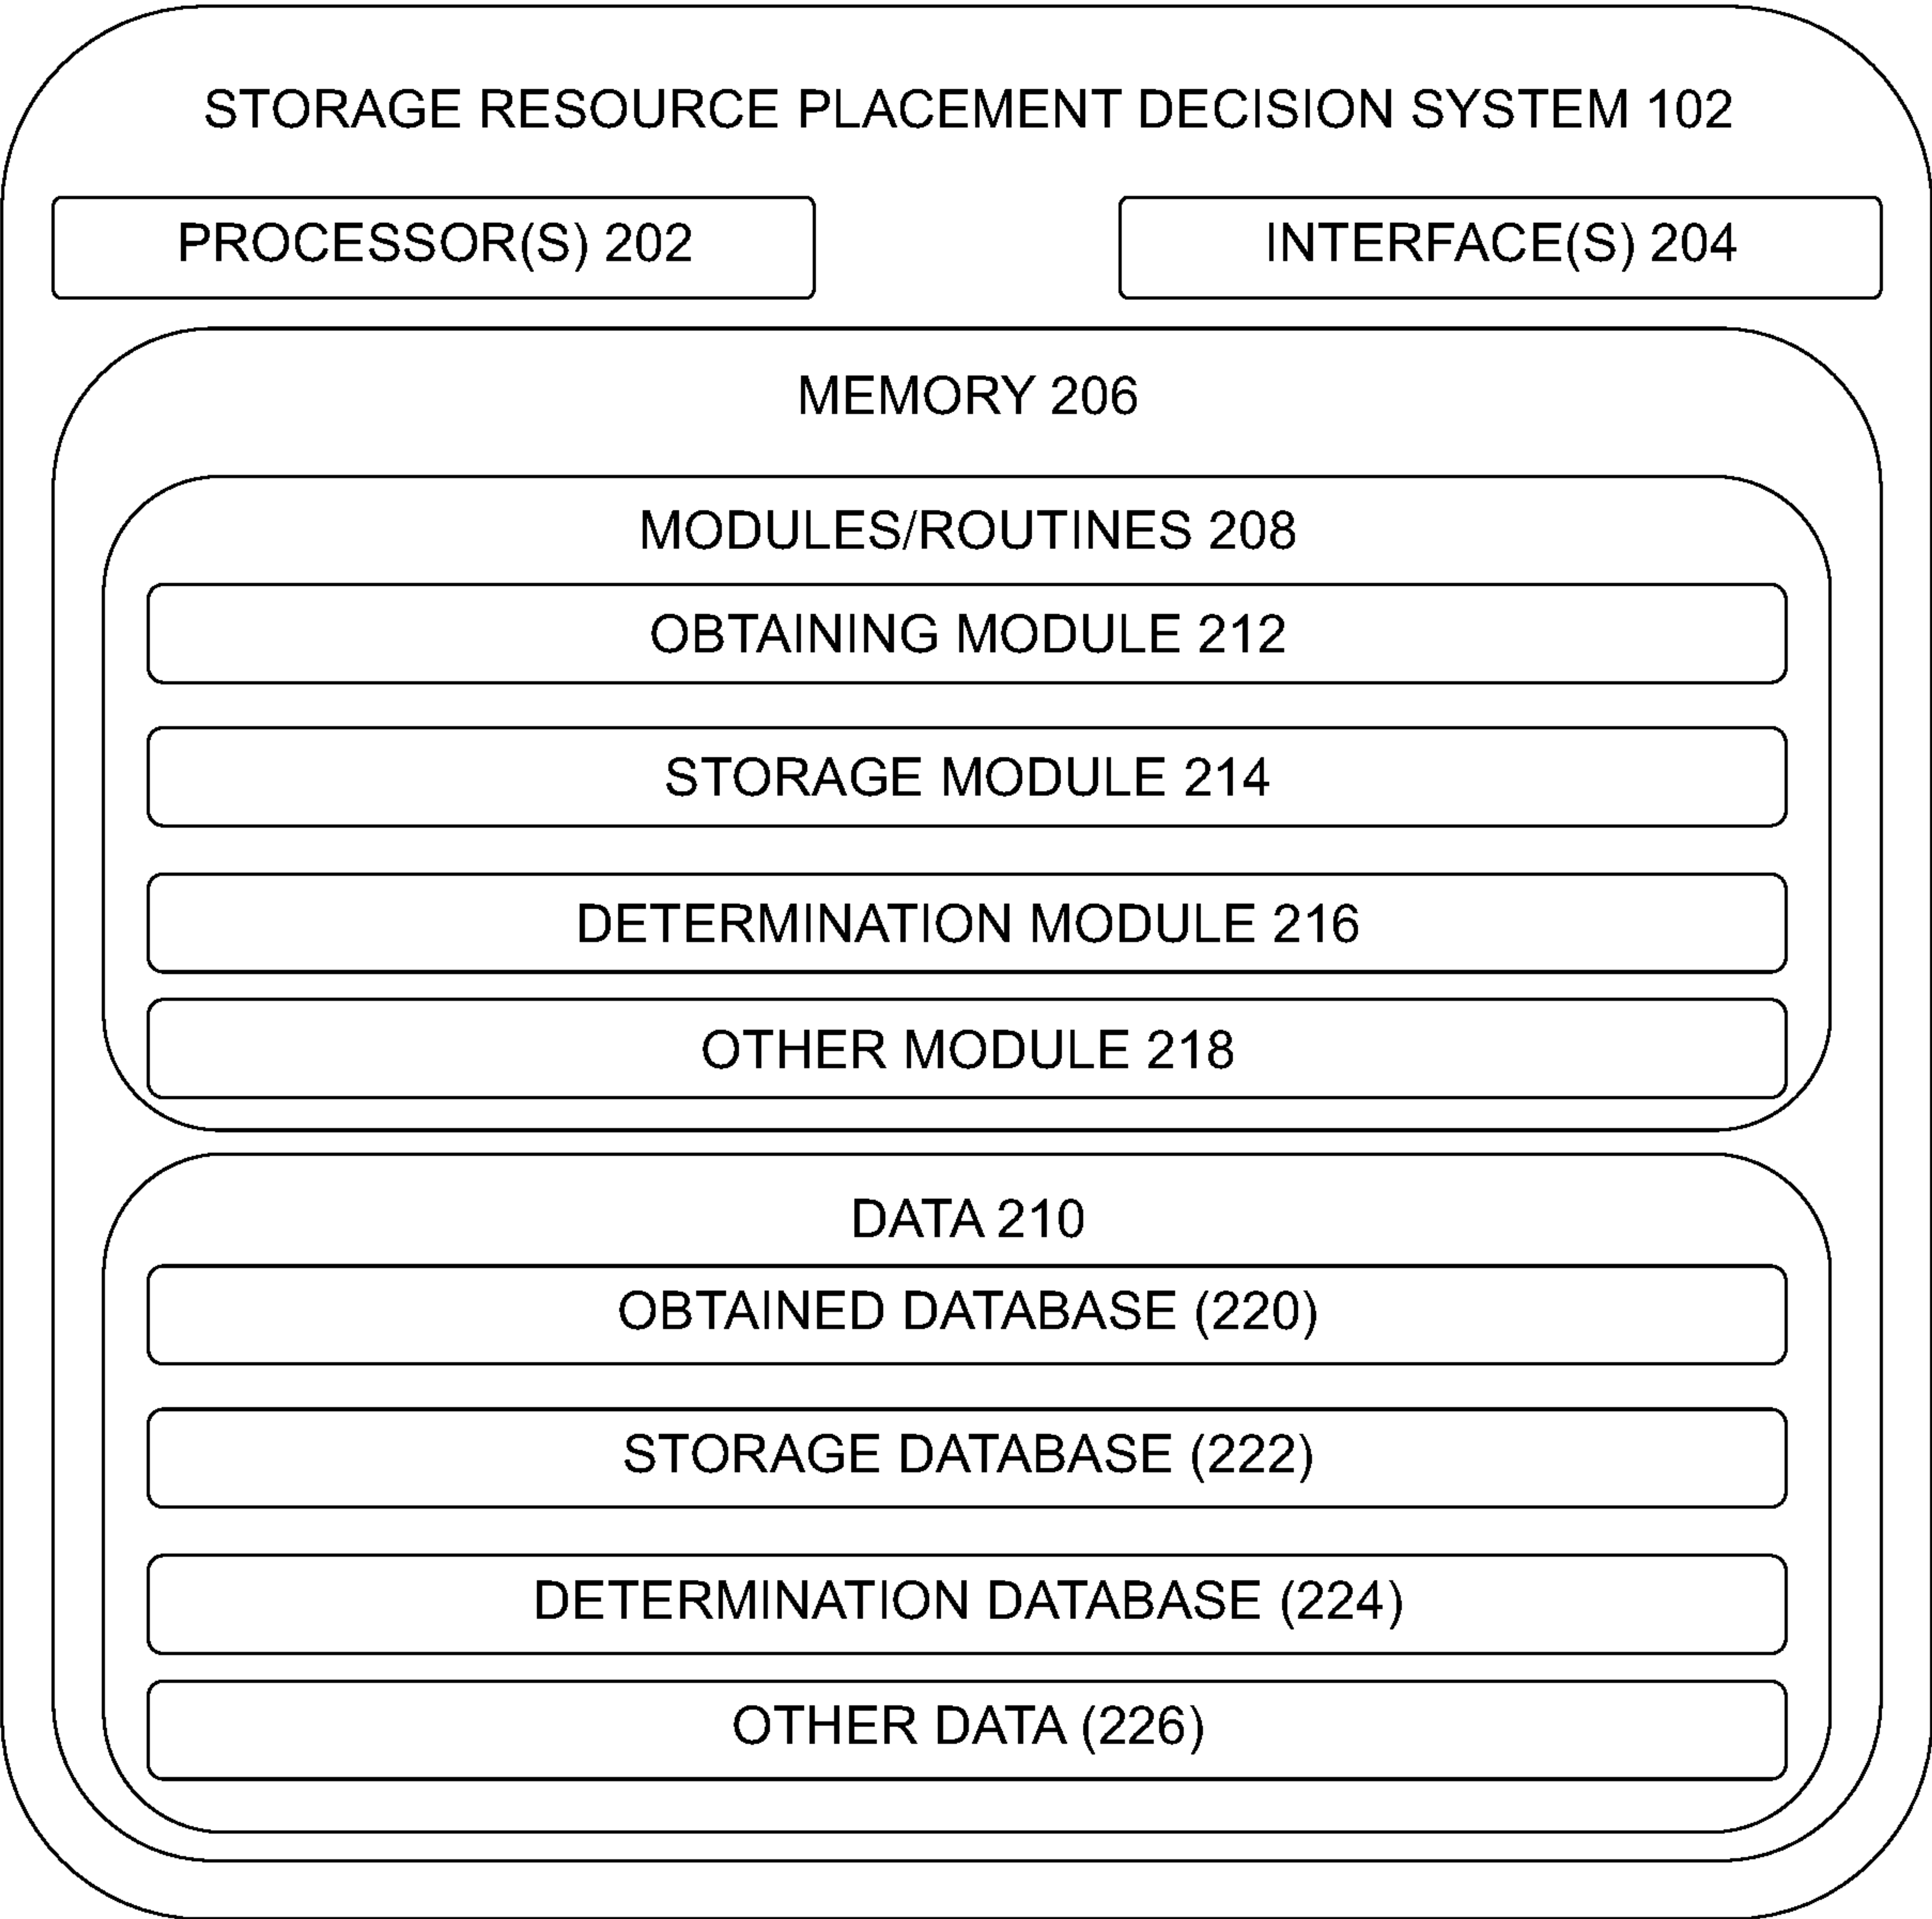 STORAGE RESOURCE PLACEMENT DECISION SYSTEM 102
PROCESSOR(S) 202
INTERFACE(S) 204
MEMORY 206
MODULES/ROUTINES 208
OBTAINING MODULE 212
STORAGE MODULE 214
DETERMINATION MODULE 216
OTHER MODULE 218
DATA 210
OBTAINED DATABASE (220)
STORAGE DATABASE (222)
DETERMINATION DATABASE (224)
OTHER DATA (226)